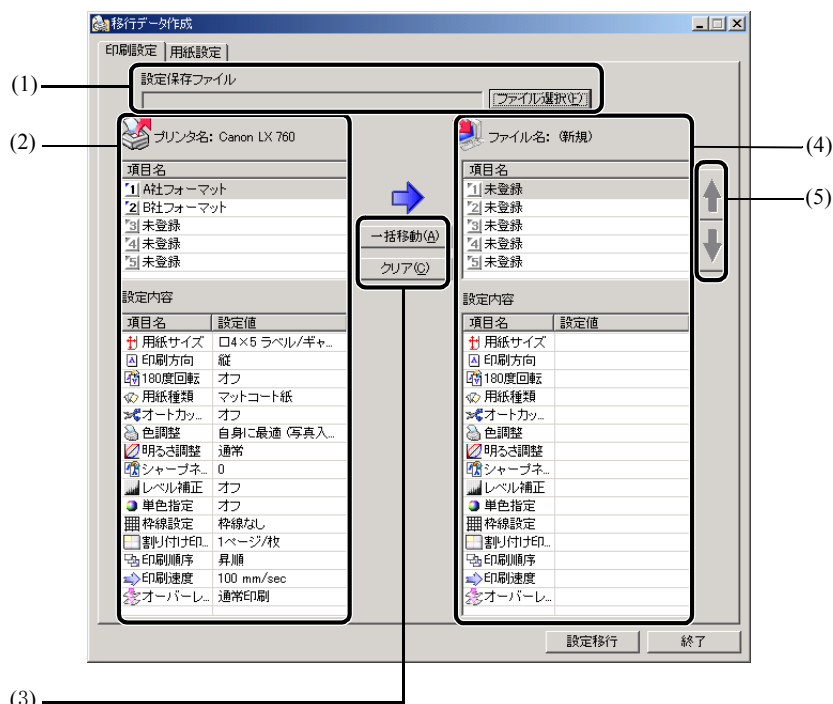 移行データ作成
印刷設定 用紙設定
(1)
設定保存ファイル
ファイル選択(F)
(2)
プリンタ名: Canon LX 760
項目名
1 A社フォーマット
2 B社フォーマット
3 未登録
4 未登録
5 未登録
設定内容
項目名 設定値
用紙サイズ ロ4×5 ラベル/ギャ...
印刷方向 縦
180度回転 オフ
用紙種類 マットコート紙
オートカッ... オフ
色調整 自身に最適 (写真入...
明るさ調整 通常
シャープネ... 0
レベル補正 オフ
単色指定 オフ
枠線設定 枠線なし
割り付け印... 1ページ/枚
印刷順序 昇順
印刷速度 100 mm/sec
オーバーレ... 通常印刷
一括移動(A)
クリア(C)
(3)
ファイル名: (新規)
(4)
項目名
1 未登録
2 未登録
3 未登録
4 未登録
5 未登録
(5)
設定内容
項目名 設定値
用紙サイズ
印刷方向
180度回転
用紙種類
オートカッ...
色調整
明るさ調整
シャープネ...
レベル補正
単色指定
枠線設定
割り付け印...
印刷順序
印刷速度
オーバーレ...
設定移行 終了